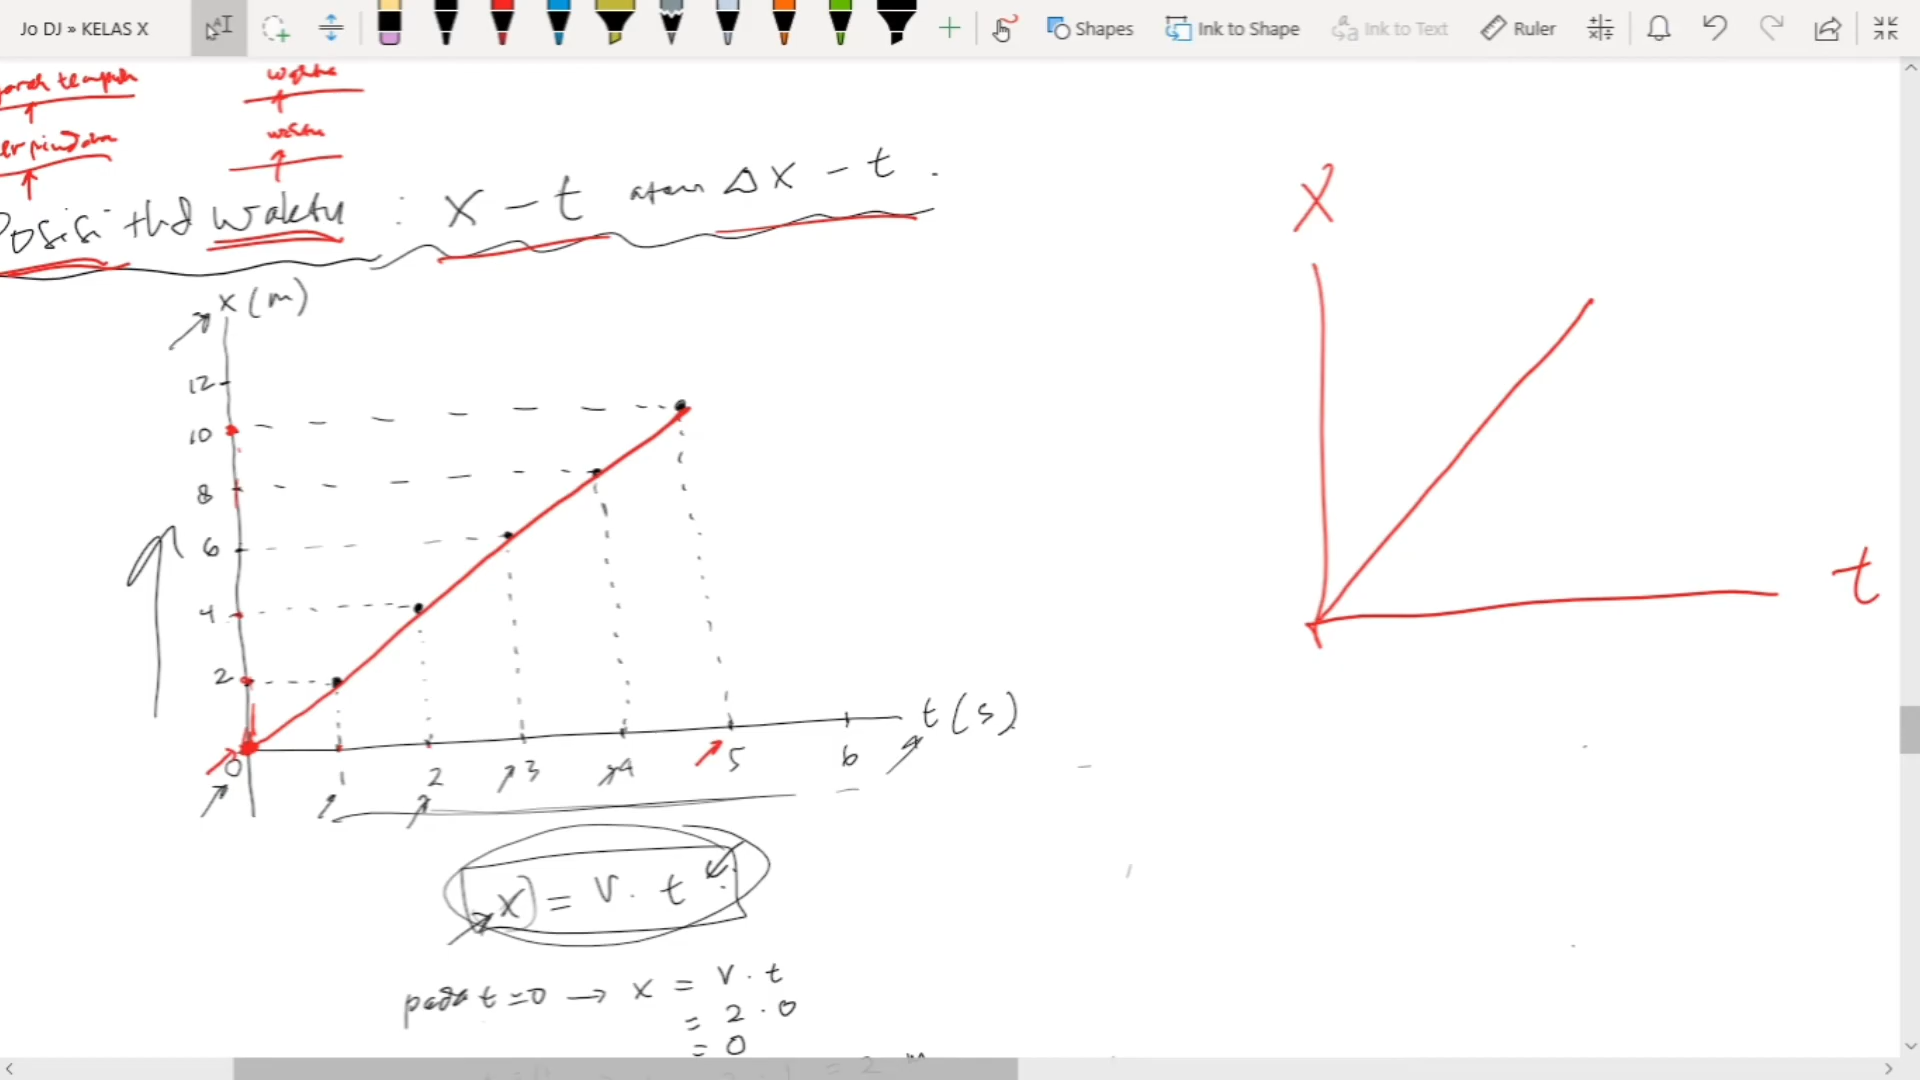 Jo DJ » KELAS X
Shapes
Ink to Shape
Ink to Text
Ruler
waktu
waktu
Posisi thd waktu : x - t atau Δx - t .
x (m)
12
10
8
6
4
2
0
1 2 3 4 5 6
t (s)
x = v . t
pada t = 0 → x = v . t
= 2 . 0
= 0
= 2 m
X
t